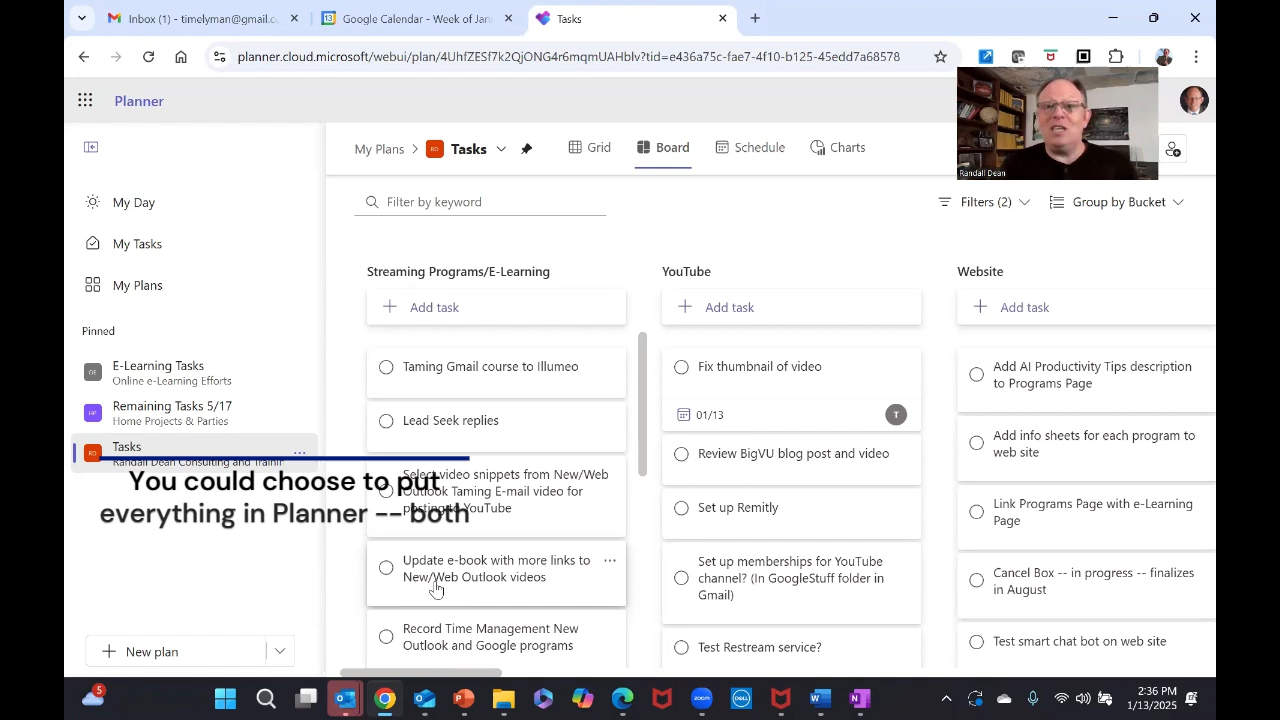 Inbox (1) - timelyman@gmail.c
Google Calendar - Week of Jan
Tasks
planner.cloud.microsoft/webui/plan/4UhfZESf7k2QjONG4r6mqmUAHbIv?tid=e436a75c-fae7-4f10-b125-45edd7a68578
Planner
Randall Dean
My Plans
RD
Tasks
Grid
Board
Schedule
Charts
My Day
My Tasks
My Plans
Filter by keyword
Filters (2)
Group by Bucket
Pinned
OE
E-Learning Tasks
Online e-Learning Efforts
HP
Remaining Tasks 5/17
Home Projects & Parties
RD
Tasks
Randall Dean Consulting and Trainin
New plan
Streaming Programs/E-Learning
Add task
Taming Gmail course to Illumeo
Lead Seek replies
Select video snippets from New/Web
Outlook Taming E-mail video for
posting to YouTube
Update e-book with more links to
New/Web Outlook videos
Record Time Management New
Outlook and Google programs
YouTube
Add task
Fix thumbnail of video
01/13
T
Review BigVU blog post and video
Set up Remitly
Set up memberships for YouTube
channel? (In GoogleStuff folder in
Gmail)
Test Restream service?
Website
Add task
Add AI Productivity Tips description
to Programs Page
Add info sheets for each program to
web site
Link Programs Page with e-Learning
Page
Cancel Box -- in progress -- finalizes
in August
Test smart chat bot on web site
You could choose to put
everything in Planner -- both
5
zoom
DELL
2:36 PM
1/13/2025